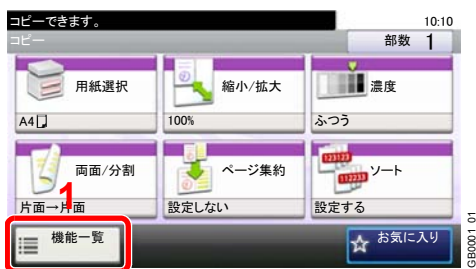 コピーできます。
10:10
コピー
部数 1
用紙選択
A4
縮小/拡大
100%
濃度
ふつう
両面/分割
片面→片面
ページ集約
設定しない
123123
112233
ソート
設定する
1
機能一覧
お気に入り
GB0001_01